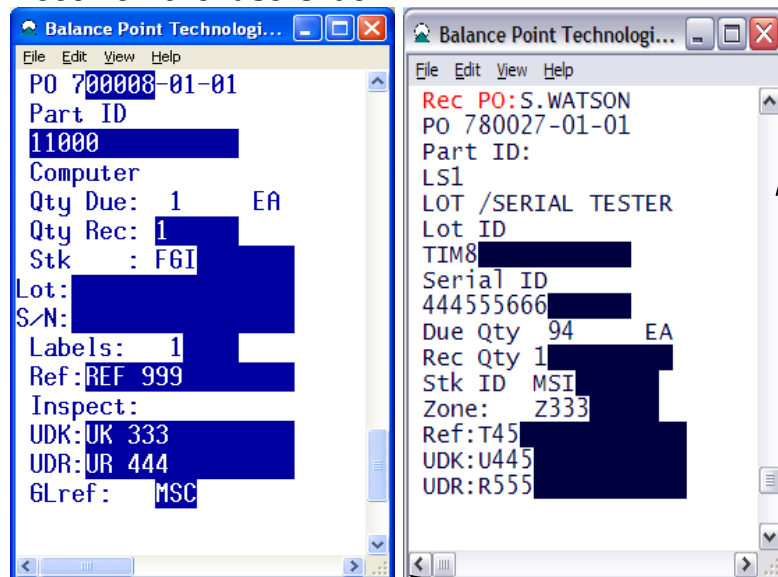 Balance Point Technologi...
File Edit View Help
PO 700008-01-01
Part ID
11000
Computer
Qty Due: 1 EA
Qty Rec: 1
Stk : FGI
Lot:
S/N:
Labels: 1
Ref:REF 999
Inspect:
UDK:UK 333
UDR:UR 444
GLref: MSC
Balance Point Technologi...
File Edit View Help
Rec PO:S.WATSON
PO 780027-01-01
Part ID:
LS1
LOT /SERIAL TESTER
Lot ID
TIM8
Serial ID
444555666
Due Qty 94 EA
Rec Qty 1
Stk ID MSI
Zone: Z333
Ref:T45
UDK:U445
UDR:R555